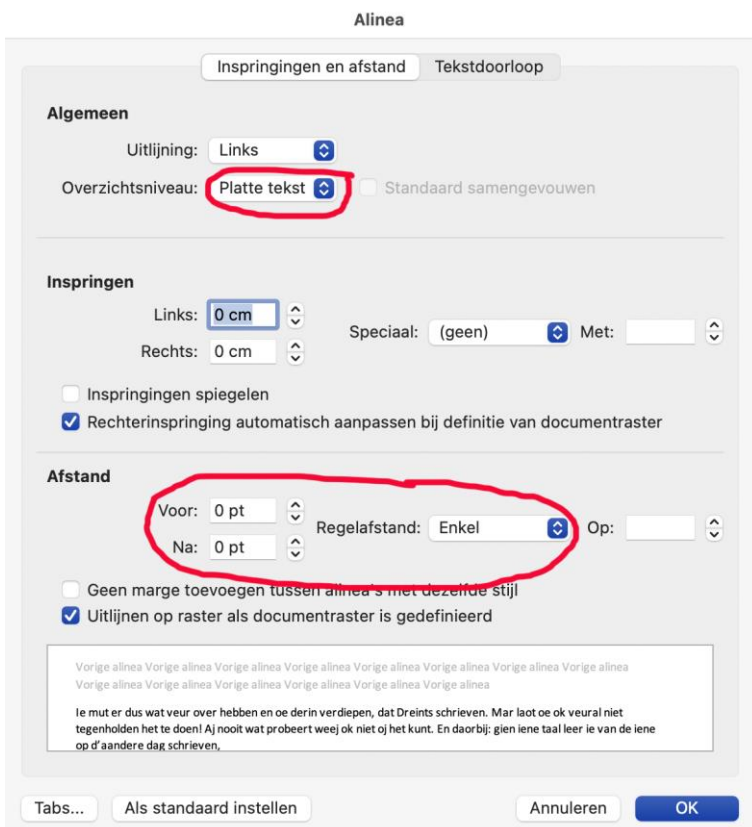 Alinea
Inspringingen en afstand Tekstdoorloop
Algemeen
Uitlijning: Links
Overzichtsniveau: Platte tekst Standaard samengevouwen
Inspringen
Links: 0 cm
Speciaal: (geen) Met:
Rechts: 0 cm
Inspringingen spiegelen
Rechterinspringing automatisch aanpassen bij definitie van documentraster
Afstand
Voor: 0 pt
Regelafstand: Enkel Op:
Na: 0 pt
Geen marge toevoegen tussen alinea's met dezelfde stijl
Uitlijnen op raster als documentraster is gedefinieerd
Vorige alinea Vorige alinea Vorige alinea Vorige alinea Vorige alinea Vorige alinea Vorige alinea Vorige alinea
Vorige alinea Vorige alinea Vorige alinea Vorige alinea Vorige alinea Vorige alinea
Ie mut er dus wat veur over hebben en oe derin verdiepen, dat Dreints schrieven. Mar laot oe ok veural niet
tegenholden het te doen! Aj nooit wat probeert weej ok niet oj het kunt. En daorbij: gien iene taal leer ie van de iene
op d'aandere dag schrieven,
Tabs... Als standaard instellen Annuleren OK